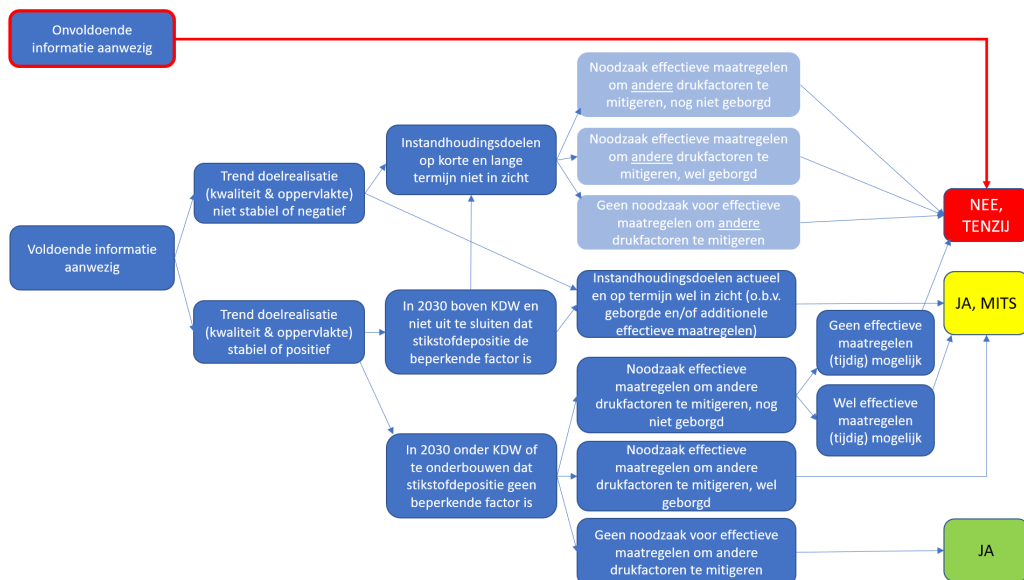 Onvoldoende
informatie aanwezig
Noodzaak effectieve maatregelen
om andere drukfactoren te
mitigeren, nog niet geborgd
Instandhoudingsdoelen
op korte en lange
termijn niet in zicht
Noodzaak effectieve maatregelen
om andere drukfactoren te
mitigeren, wel geborgd
Trend doelrealisatie
(kwaliteit & oppervlakte)
niet stabiel of negatief
Geen noodzaak voor effectieve
maatregelen om andere
drukfactoren te mitigeren
NEE,
TENZIJ
Voldoende informatie
aanwezig
Instandhoudingsdoelen actueel
en op termijn wel in zicht (o.b.v.
geborgde en/of additionele
effectieve maatregelen)
JA, MITS
Trend doelrealisatie
(kwaliteit & oppervlakte)
stabiel of positief
In 2030 boven KDW en
niet uit te sluiten dat
stikstofdepositie de
beperkende factor is
Geen effectieve
maatregelen
(tijdig) mogelijk
Noodzaak effectieve
maatregelen om andere
drukfactoren te mitigeren, nog
niet geborgd
Wel effectieve
maatregelen
(tijdig) mogelijk
In 2030 onder KDW of
te onderbouwen dat
stikstofdepositie geen
beperkende factor is
Noodzaak effectieve
maatregelen om andere
drukfactoren te mitigeren, wel
geborgd
Geen noodzaak voor effectieve
maatregelen om andere
drukfactoren te mitigeren
JA